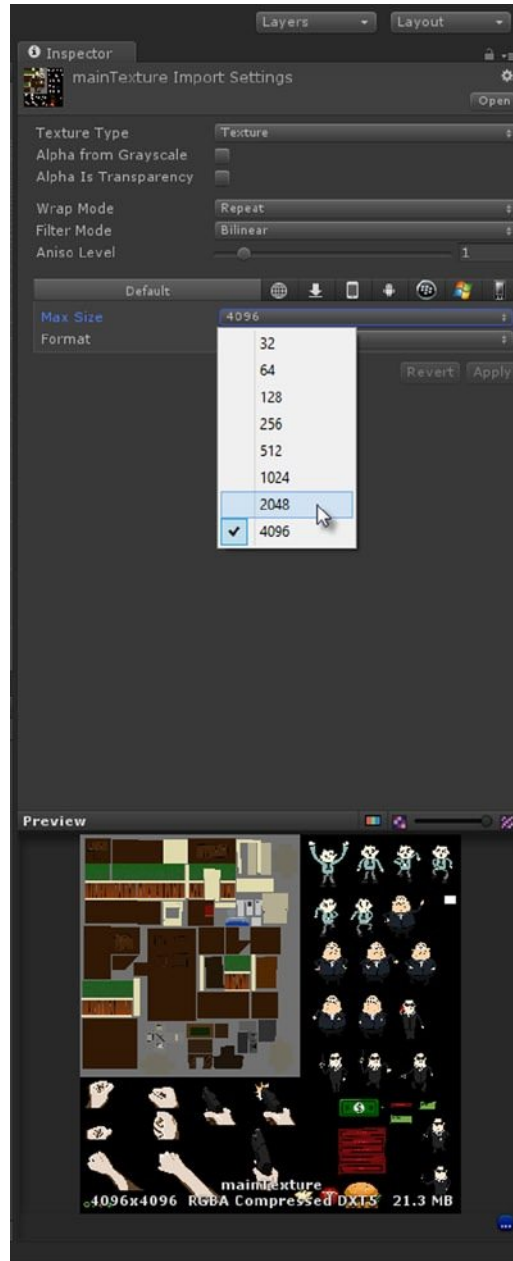 Layers Layout
Inspector
mainTexture Import Settings
Open
Texture Type Texture
Alpha from Grayscale
Alpha Is Transparency
Wrap Mode Repeat
Filter Mode Bilinear
Aniso Level 1
Default
Max Size 4096
Format
32
64
128
256
512
1024
2048
4096
Revert Apply
Preview
mainTexture
4096x4096 RGBA Compressed DXT5 21.3 MB